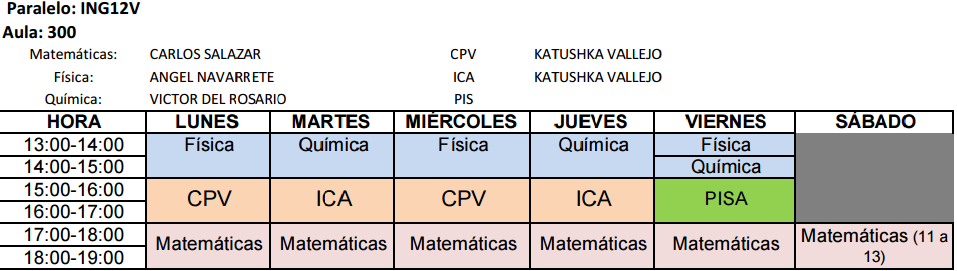 Paralelo: ING12V
Aula: 300
Matemáticas: CARLOS SALAZAR CPV KATUSHKA VALLEJO
Física: ANGEL NAVARRETE ICA KATUSHKA VALLEJO
Química: VICTOR DEL ROSARIO PIS
HORA LUNES MARTES MIÉRCOLES JUEVES VIERNES SÁBADO
13:00-14:00 Física Química Física Química Física
14:00-15:00 Química
15:00-16:00 CPV ICA CPV ICA PISA
16:00-17:00
17:00-18:00 Matemáticas Matemáticas Matemáticas Matemáticas Matemáticas Matemáticas (11 a
18:00-19:00 13)